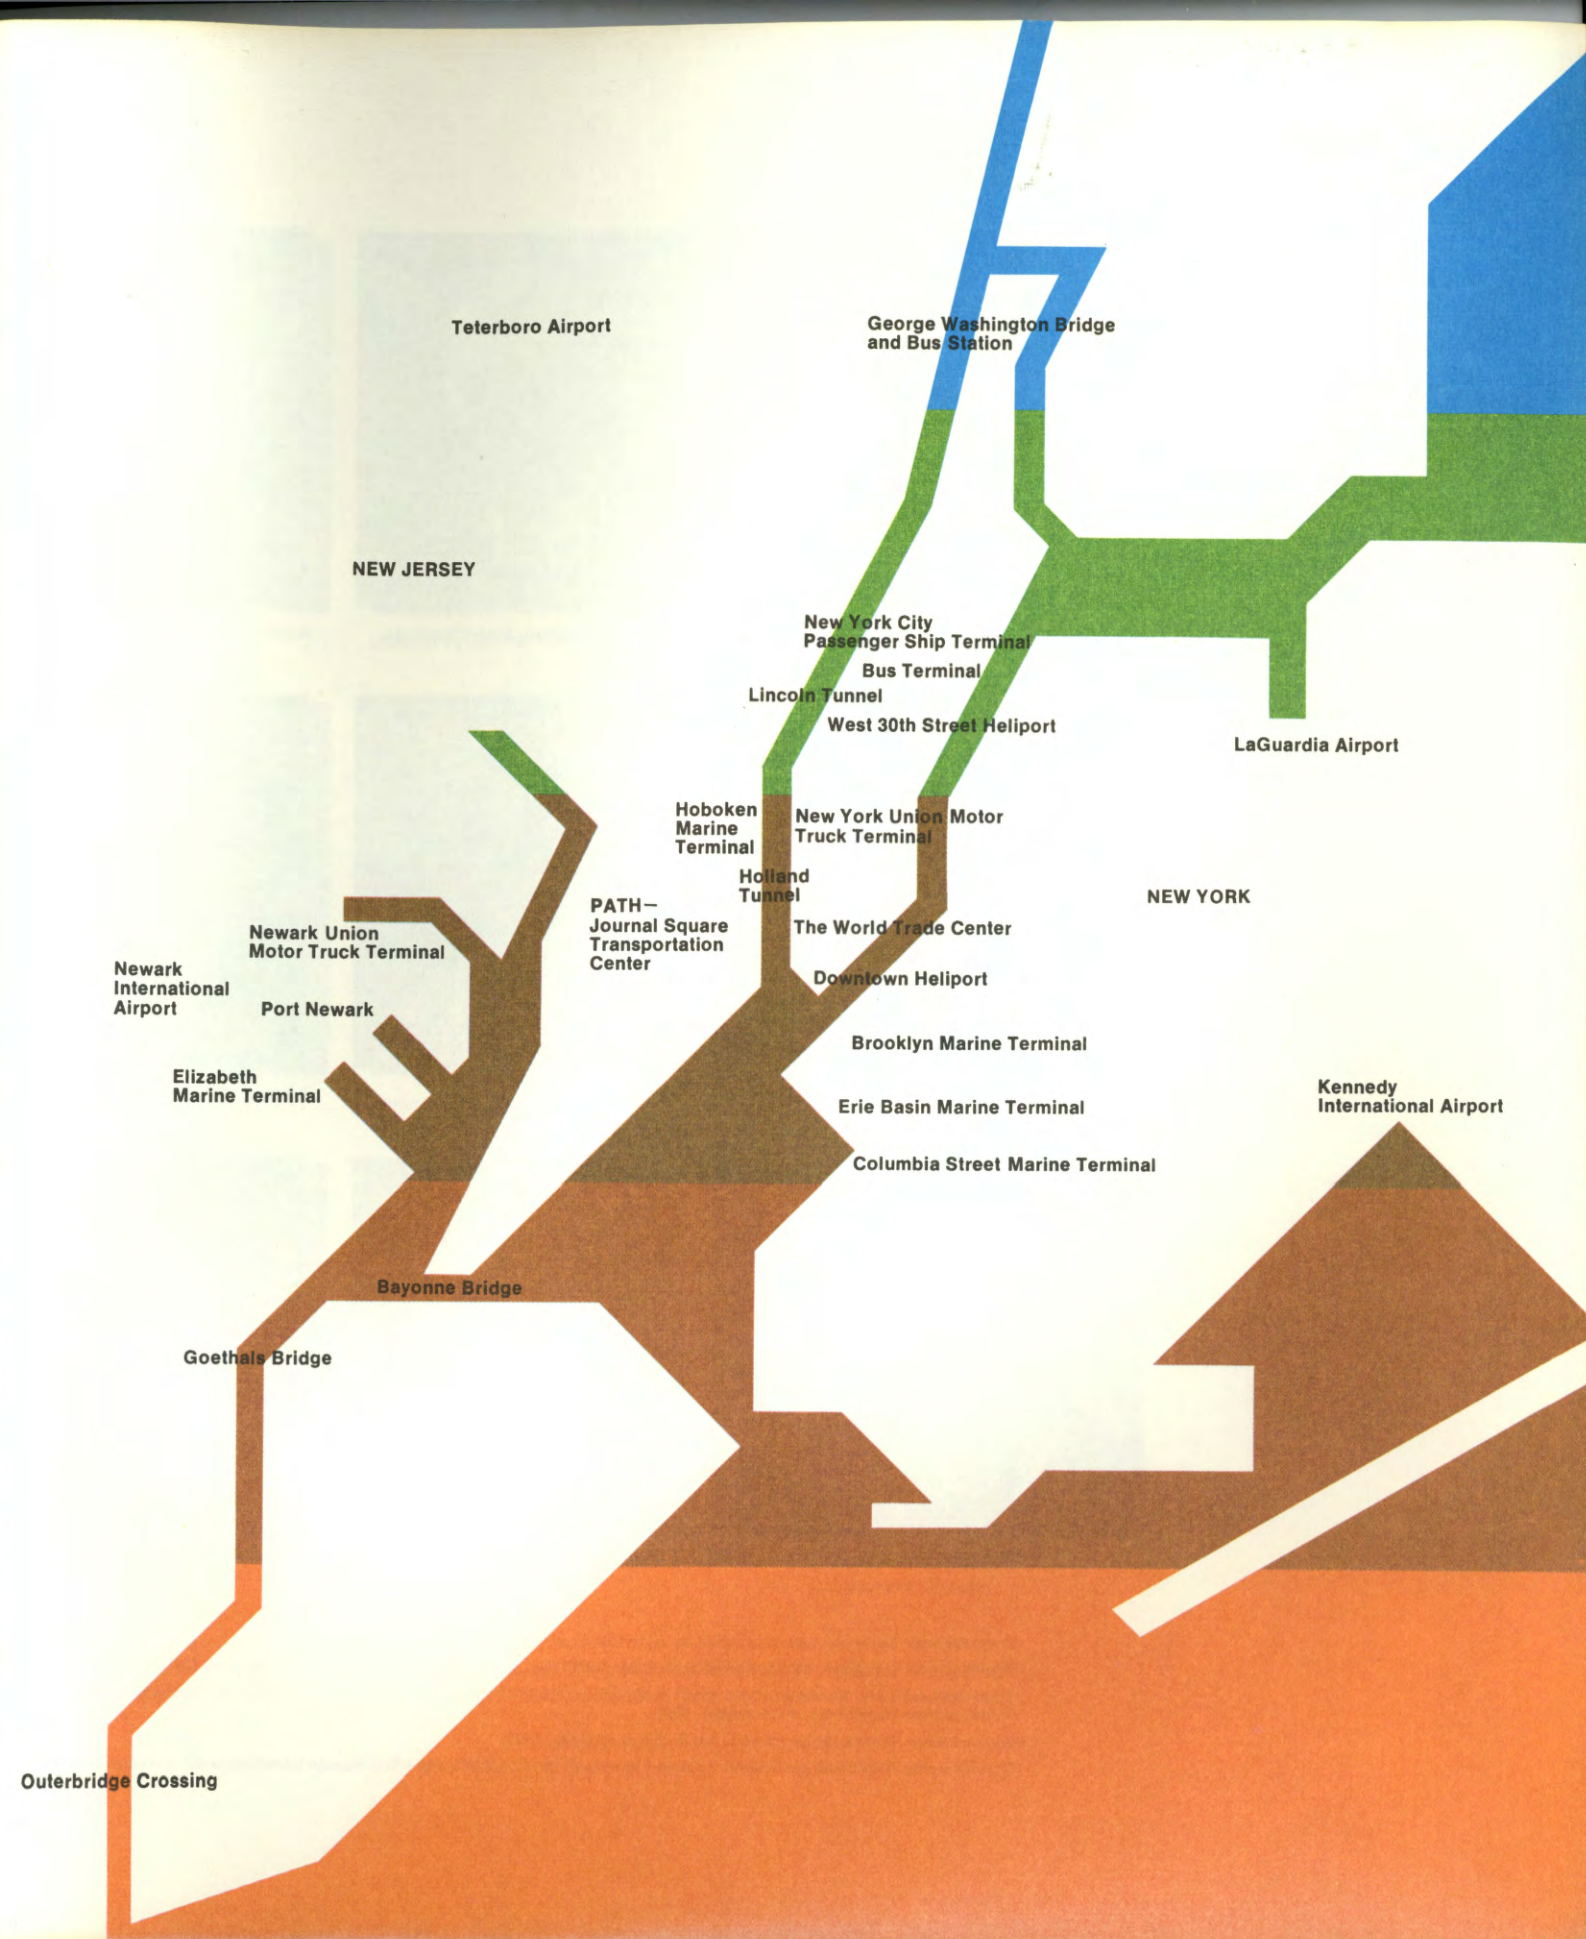 Teterboro Airport
George Washington Bridge
and Bus Station
NEW JERSEY
New York City
Passenger Ship Terminal
Bus Terminal
Lincoln Tunnel
West 30th Street Heliport
LaGuardia Airport
Hoboken
Marine
Terminal
New York Union Motor
Truck Terminal
Holland
Tunnel
NEW YORK
PATH—
Journal Square
Transportation
Center
The World Trade Center
Newark Union
Motor Truck Terminal
Newark
International
Airport
Downtown Heliport
Port Newark
Brooklyn Marine Terminal
Elizabeth
Marine Terminal
Kennedy
International Airport
Erie Basin Marine Terminal
Columbia Street Marine Terminal
Bayonne Bridge
Goethals Bridge
Outerbridge Crossing